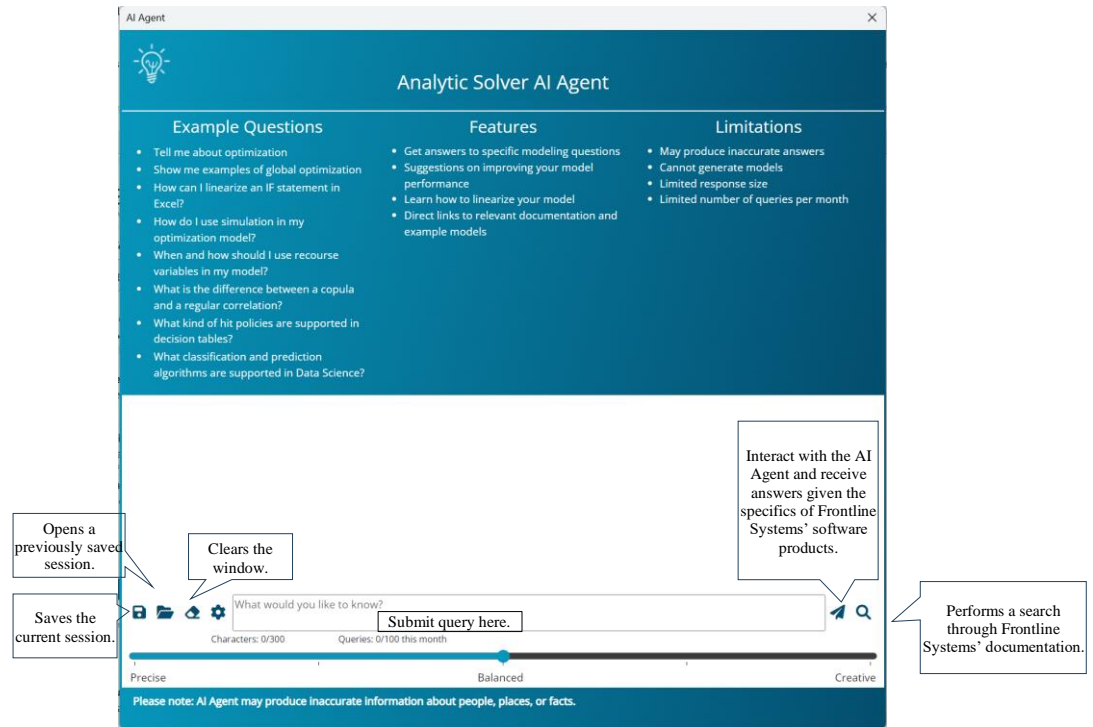 AI Agent
Analytic Solver AI Agent
Example Questions
• Tell me about optimization
• Show me examples of global optimization
• How can I linearize an IF statement in
Excel?
• How do I use simulation in my
optimization model?
• When and how should I use recourse
variables in my model?
• What is the difference between a copula
and a regular correlation?
• What kind of hit policies are supported in
decision tables?
• What classification and prediction
algorithms are supported in Data Science?
Features
• Get answers to specific modeling questions
• Suggestions on improving your model
performance
• Learn how to linearize your model
• Direct links to relevant documentation and
example models
Limitations
• May produce inaccurate answers
• Cannot generate models
• Limited response size
• Limited number of queries per month
Interact with the AI
Agent and receive
answers given the
specifics of Frontline
Systems' software
products.
Opens a
previously saved
session.
Clears the
window.
Saves the
current session.
What would you like to know?
Submit query here.
Performs a search
through Frontline
Systems' documentation.
Characters: 0/300
Queries: 0/100 this month
Precise
Balanced
Creative
Please note: AI Agent may produce inaccurate information about people, places, or facts.